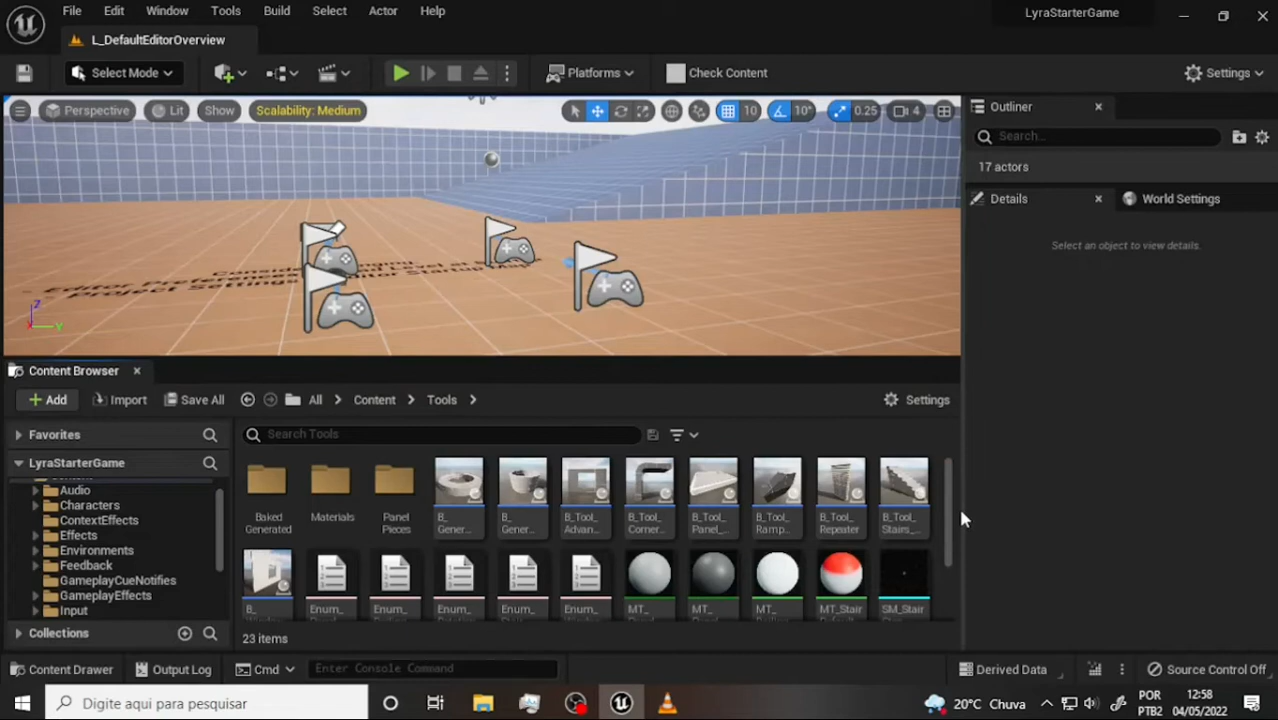 File Edit Window Tools Build Select Actor Help
LyraStarterGame
L_DefaultEditorOverview
Select Mode
Platforms
Check Content
Settings
Perspective Lit Show Scalability: Medium
10 10° 0.25 4
Outliner
Search...
17 actors
Details
World Settings
Select an object to view details.
Editor Preferences
Project Settings
Z
Y
X
Content Browser
Add Import Save All All Content Tools
Settings
Favorites
Search Tools
LyraStarterGame
Audio
Characters
ContextEffects
Effects
Environments
Feedback
GameplayCueNotifies
GameplayEffects
Input
Collections
Baked
Generated
Materials
Panel
Pieces
B_
Gener...
B_
Gener...
B_Tool_
Advan...
B_Tool_
Corner...
B_Tool_
Panel_...
B_Tool_
Ramp...
B_Tool_
Repeater
B_Tool_
Stairs_...
B_
Enum_
Enum_
Enum_
Enum_
Enum_
MT_
MT_
MT_
MT_Stair
SM_Stair
23 items
Content Drawer Output Log Cmd Enter Console Command
Derived Data
Source Control Off
Digite aqui para pesquisar
20°C Chuva
POR
PTB2
12:58
04/05/2022